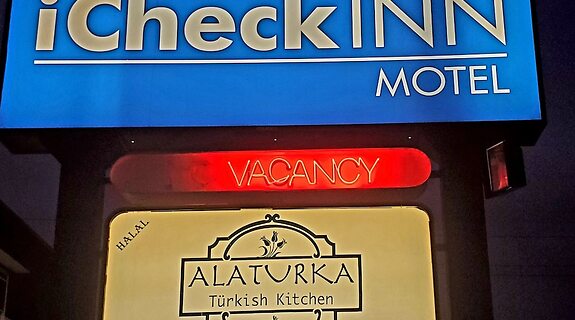 iCheckINN
MOTEL
VACANCY
HALAL
ALATURKA
Türkish Kitchen